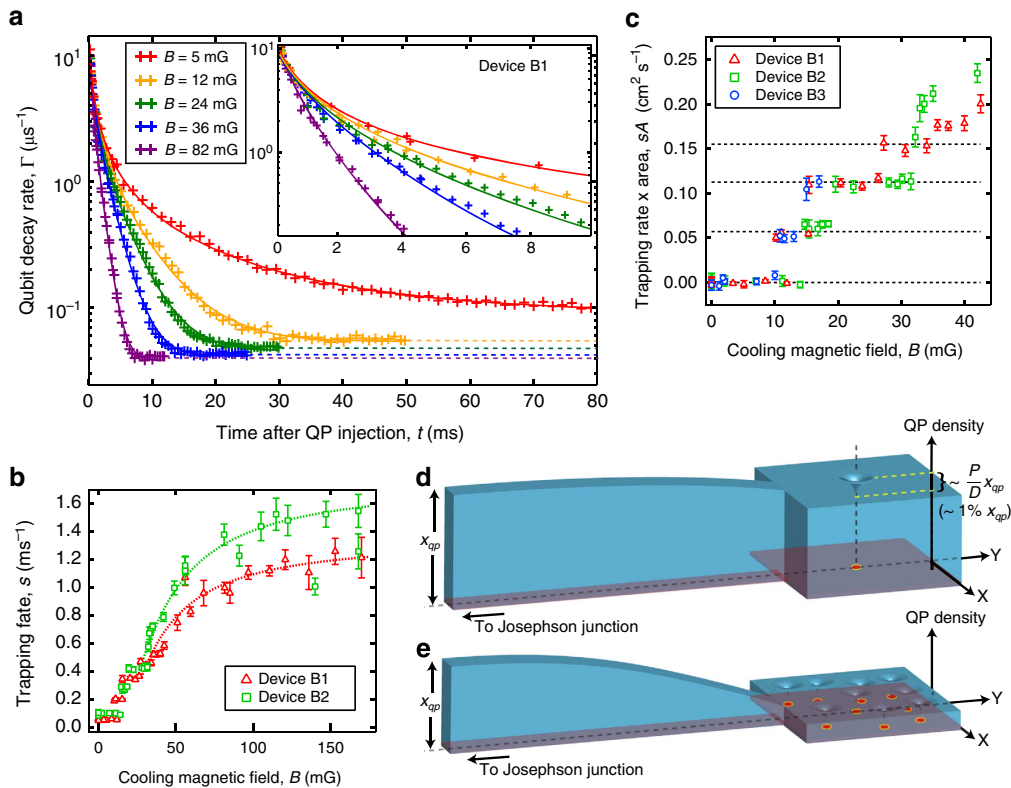 a
10¹
10⁰
10⁻¹
Qubit decay rate, Γ (μs⁻¹)
B = 5 mG
B = 12 mG
B = 24 mG
B = 36 mG
B = 82 mG
Device B1
10¹
10⁰
0 2 4 6 8
0 10 20 30 40 50 60 70 80
Time after QP injection, t (ms)
c
Device B1
Device B2
Device B3
0.25
0.20
0.15
0.10
0.05
0.00
Trapping rate x area, sA (cm² s⁻¹)
0 10 20 30 40
Cooling magnetic field, B (mG)
b
1.6
1.4
1.2
1.0
0.8
0.6
0.4
0.2
0.0
Trapping fate, s (ms⁻¹)
Device B1
Device B2
0 50 100 150
Cooling magnetic field, B (mG)
d
QP density
} ~ P/D x_qp
(~ 1% x_qp)
x_qp
Y
X
To Josephson junction
e
QP density
x_qp
Y
X
To Josephson junction